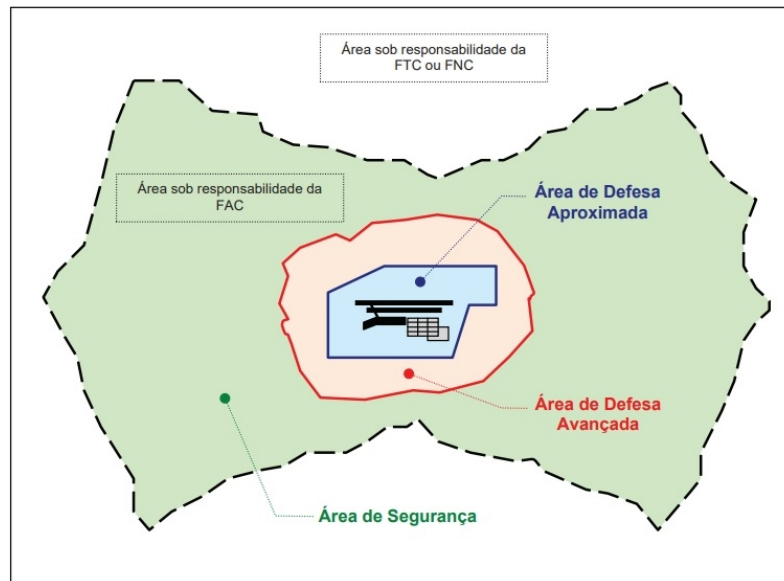 Área sob responsabilidade da
FTC ou FNC
Área sob responsabilidade da
FAC
Área de Defesa
Aproximada
Área de Defesa
Avançada
Área de Segurança